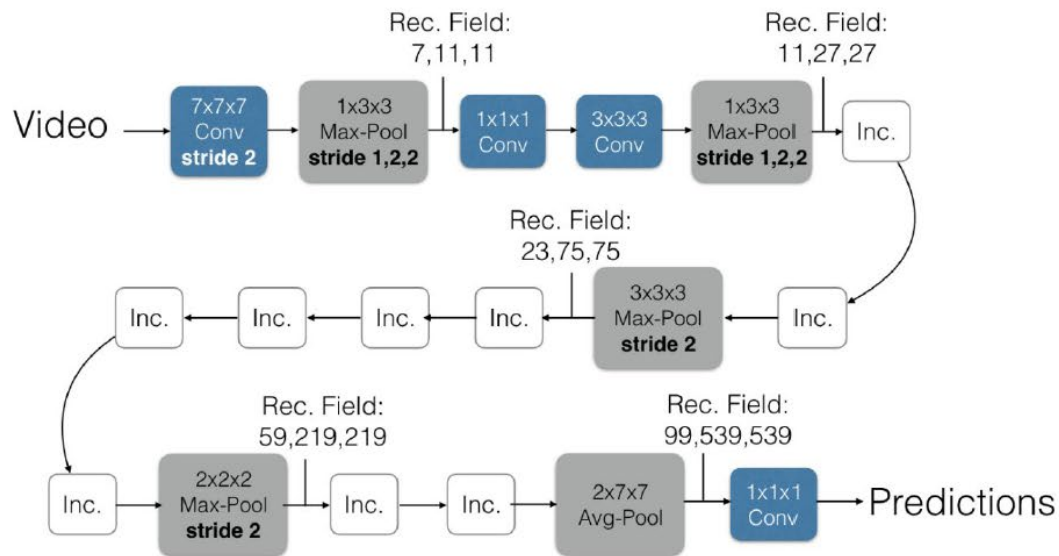 Rec. Field:
7,11,11
Rec. Field:
11,27,27
Video
7x7x7
Conv
stride 2
1x3x3
Max-Pool
stride 1,2,2
1x1x1
Conv
3x3x3
Conv
1x3x3
Max-Pool
stride 1,2,2
Inc.
Rec. Field:
23,75,75
Inc.
Inc.
Inc.
Inc.
3x3x3
Max-Pool
stride 2
Inc.
Rec. Field:
59,219,219
Rec. Field:
99,539,539
Inc.
2x2x2
Max-Pool
stride 2
Inc.
Inc.
2x7x7
Avg-Pool
1x1x1
Conv
Predictions